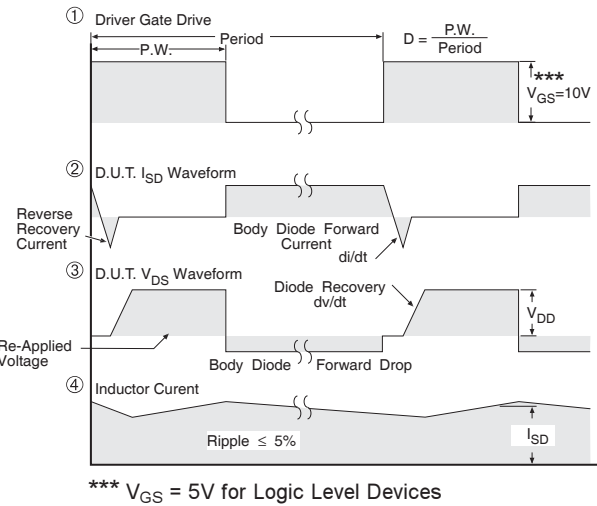 ① Driver Gate Drive
Period
P.W.
D = P.W.
Period
***
VGS=10V
② D.U.T. ISD Waveform
Reverse
Recovery
Current
Body Diode Forward
Current
di/dt
③ D.U.T. VDS Waveform
Diode Recovery
dv/dt
VDD
Re-Applied
Voltage
Body Diode Forward Drop
④ Inductor Curent
Ripple ≤ 5%
ISD
*** VGS = 5V for Logic Level Devices